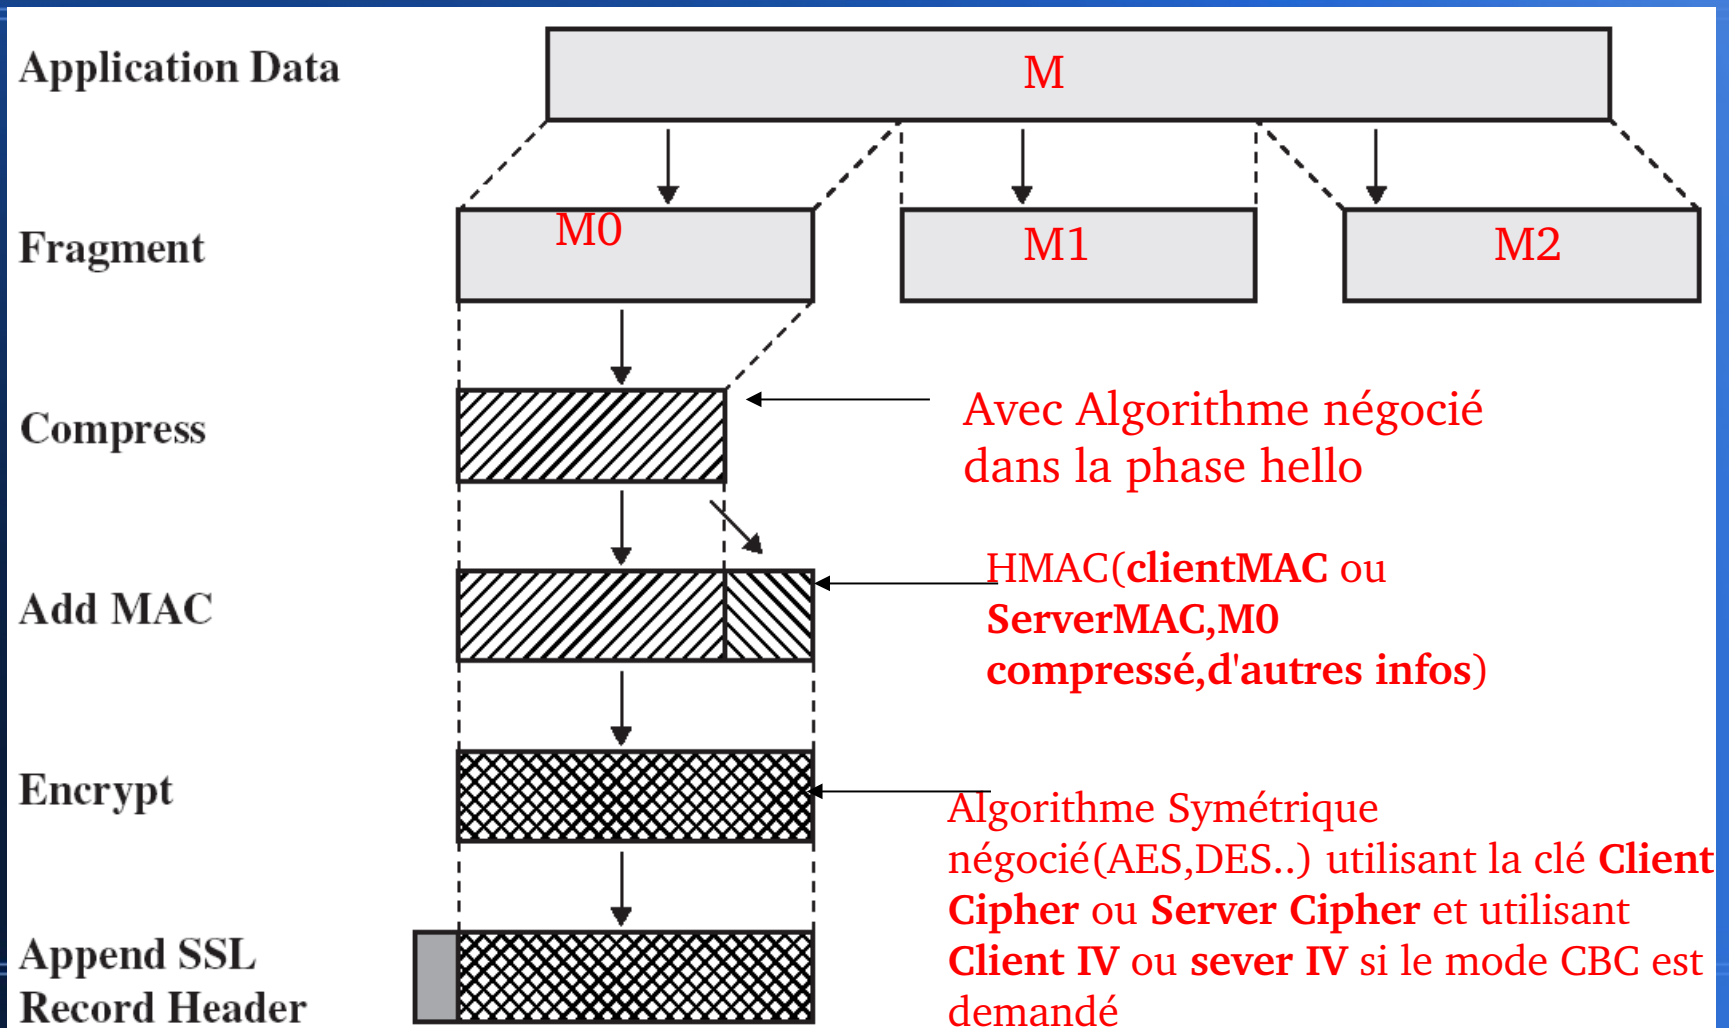 Application Data
M
Fragment
M0
M1
M2
Compress
Avec Algorithme négocié
dans la phase hello
Add MAC
HMAC(clientMAC ou
ServerMAC,M0
compressé,d'autres infos)
Encrypt
Algorithme Symétrique
négocié(AES,DES..) utilisant la clé Client
Cipher ou Server Cipher et utilisant
Client IV ou sever IV si le mode CBC est
demandé
Append SSL
Record Header